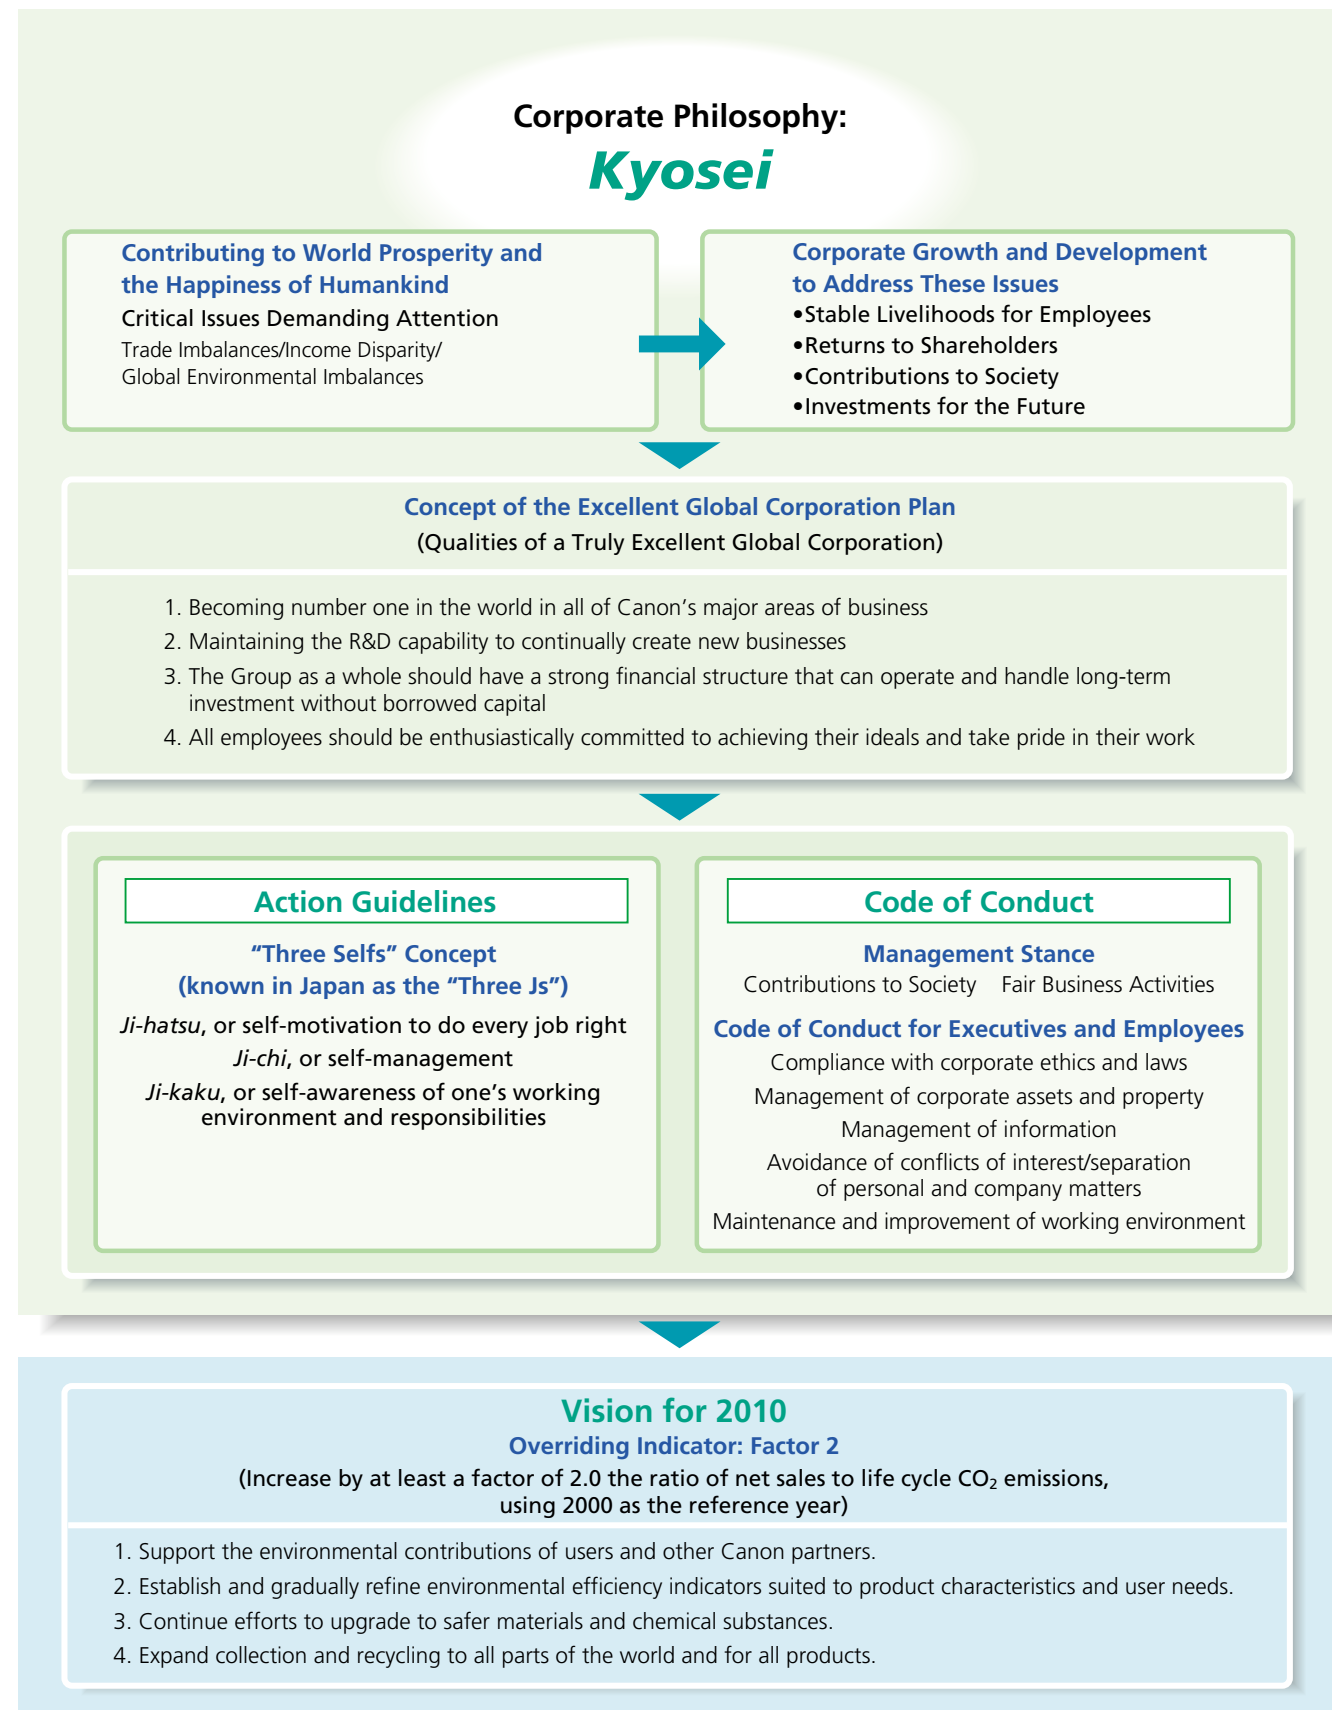 Corporate Philosophy:
Kyosei
Contributing to World Prosperity and
the Happiness of Humankind
Critical Issues Demanding Attention
Trade Imbalances/Income Disparity/
Global Environmental Imbalances
Corporate Growth and Development
to Address These Issues
•Stable Livelihoods for Employees
•Returns to Shareholders
•Contributions to Society
•Investments for the Future
Concept of the Excellent Global Corporation Plan
(Qualities of a Truly Excellent Global Corporation)
1. Becoming number one in the world in all of Canon's major areas of business
2. Maintaining the R&D capability to continually create new businesses
3. The Group as a whole should have a strong financial structure that can operate and handle long-term
investment without borrowed capital
4. All employees should be enthusiastically committed to achieving their ideals and take pride in their work
Action Guidelines
“Three Selfs” Concept
(known in Japan as the “Three Js”)
Ji-hatsu, or self-motivation to do every job right
Ji-chi, or self-management
Ji-kaku, or self-awareness of one's working
environment and responsibilities
Code of Conduct
Management Stance
Contributions to Society Fair Business Activities
Code of Conduct for Executives and Employees
Compliance with corporate ethics and laws
Management of corporate assets and property
Management of information
Avoidance of conflicts of interest/separation
of personal and company matters
Maintenance and improvement of working environment
Vision for 2010
Overriding Indicator: Factor 2
(Increase by at least a factor of 2.0 the ratio of net sales to life cycle CO₂ emissions,
using 2000 as the reference year)
1. Support the environmental contributions of users and other Canon partners.
2. Establish and gradually refine environmental efficiency indicators suited to product characteristics and user needs.
3. Continue efforts to upgrade to safer materials and chemical substances.
4. Expand collection and recycling to all parts of the world and for all products.